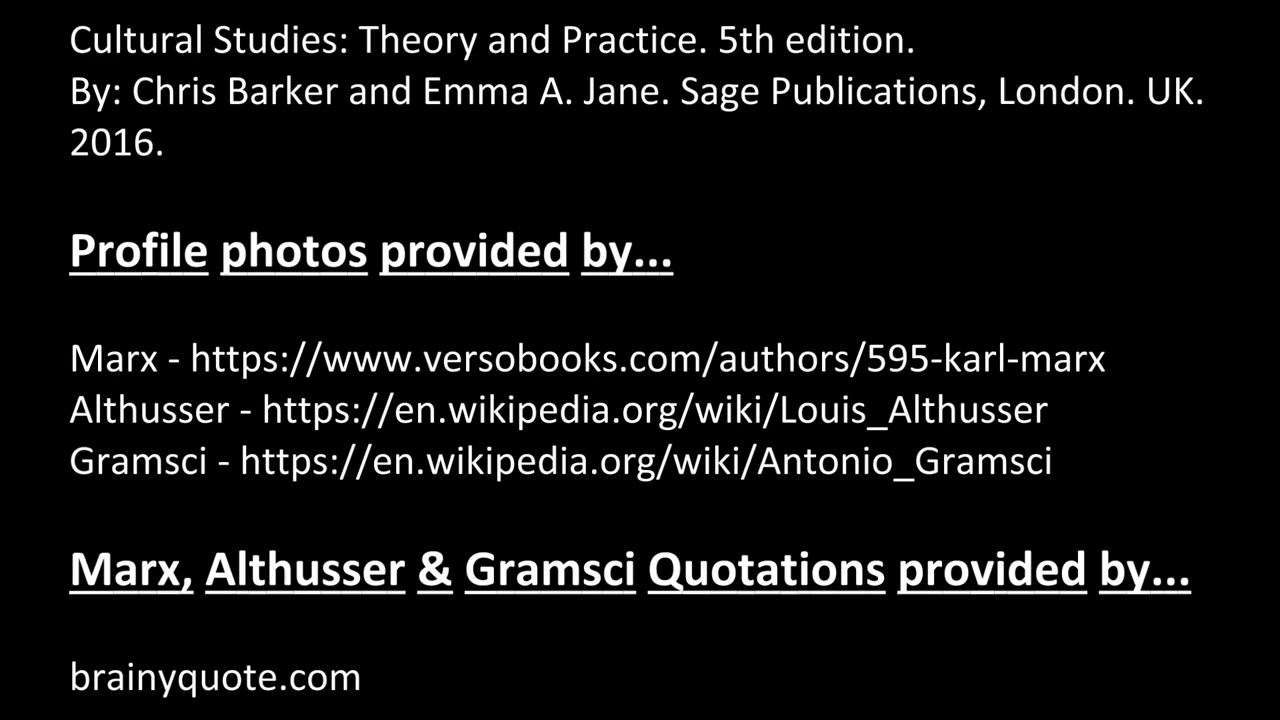 Cultural Studies: Theory and Practice. 5th edition.
By: Chris Barker and Emma A. Jane. Sage Publications, London. UK.
2016.
Profile photos provided by...
Marx - https://www.versobooks.com/authors/595-karl-marx
Althusser - https://en.wikipedia.org/wiki/Louis_Althusser
Gramsci - https://en.wikipedia.org/wiki/Antonio_Gramsci
Marx, Althusser & Gramsci Quotations provided by...
brainyquote.com